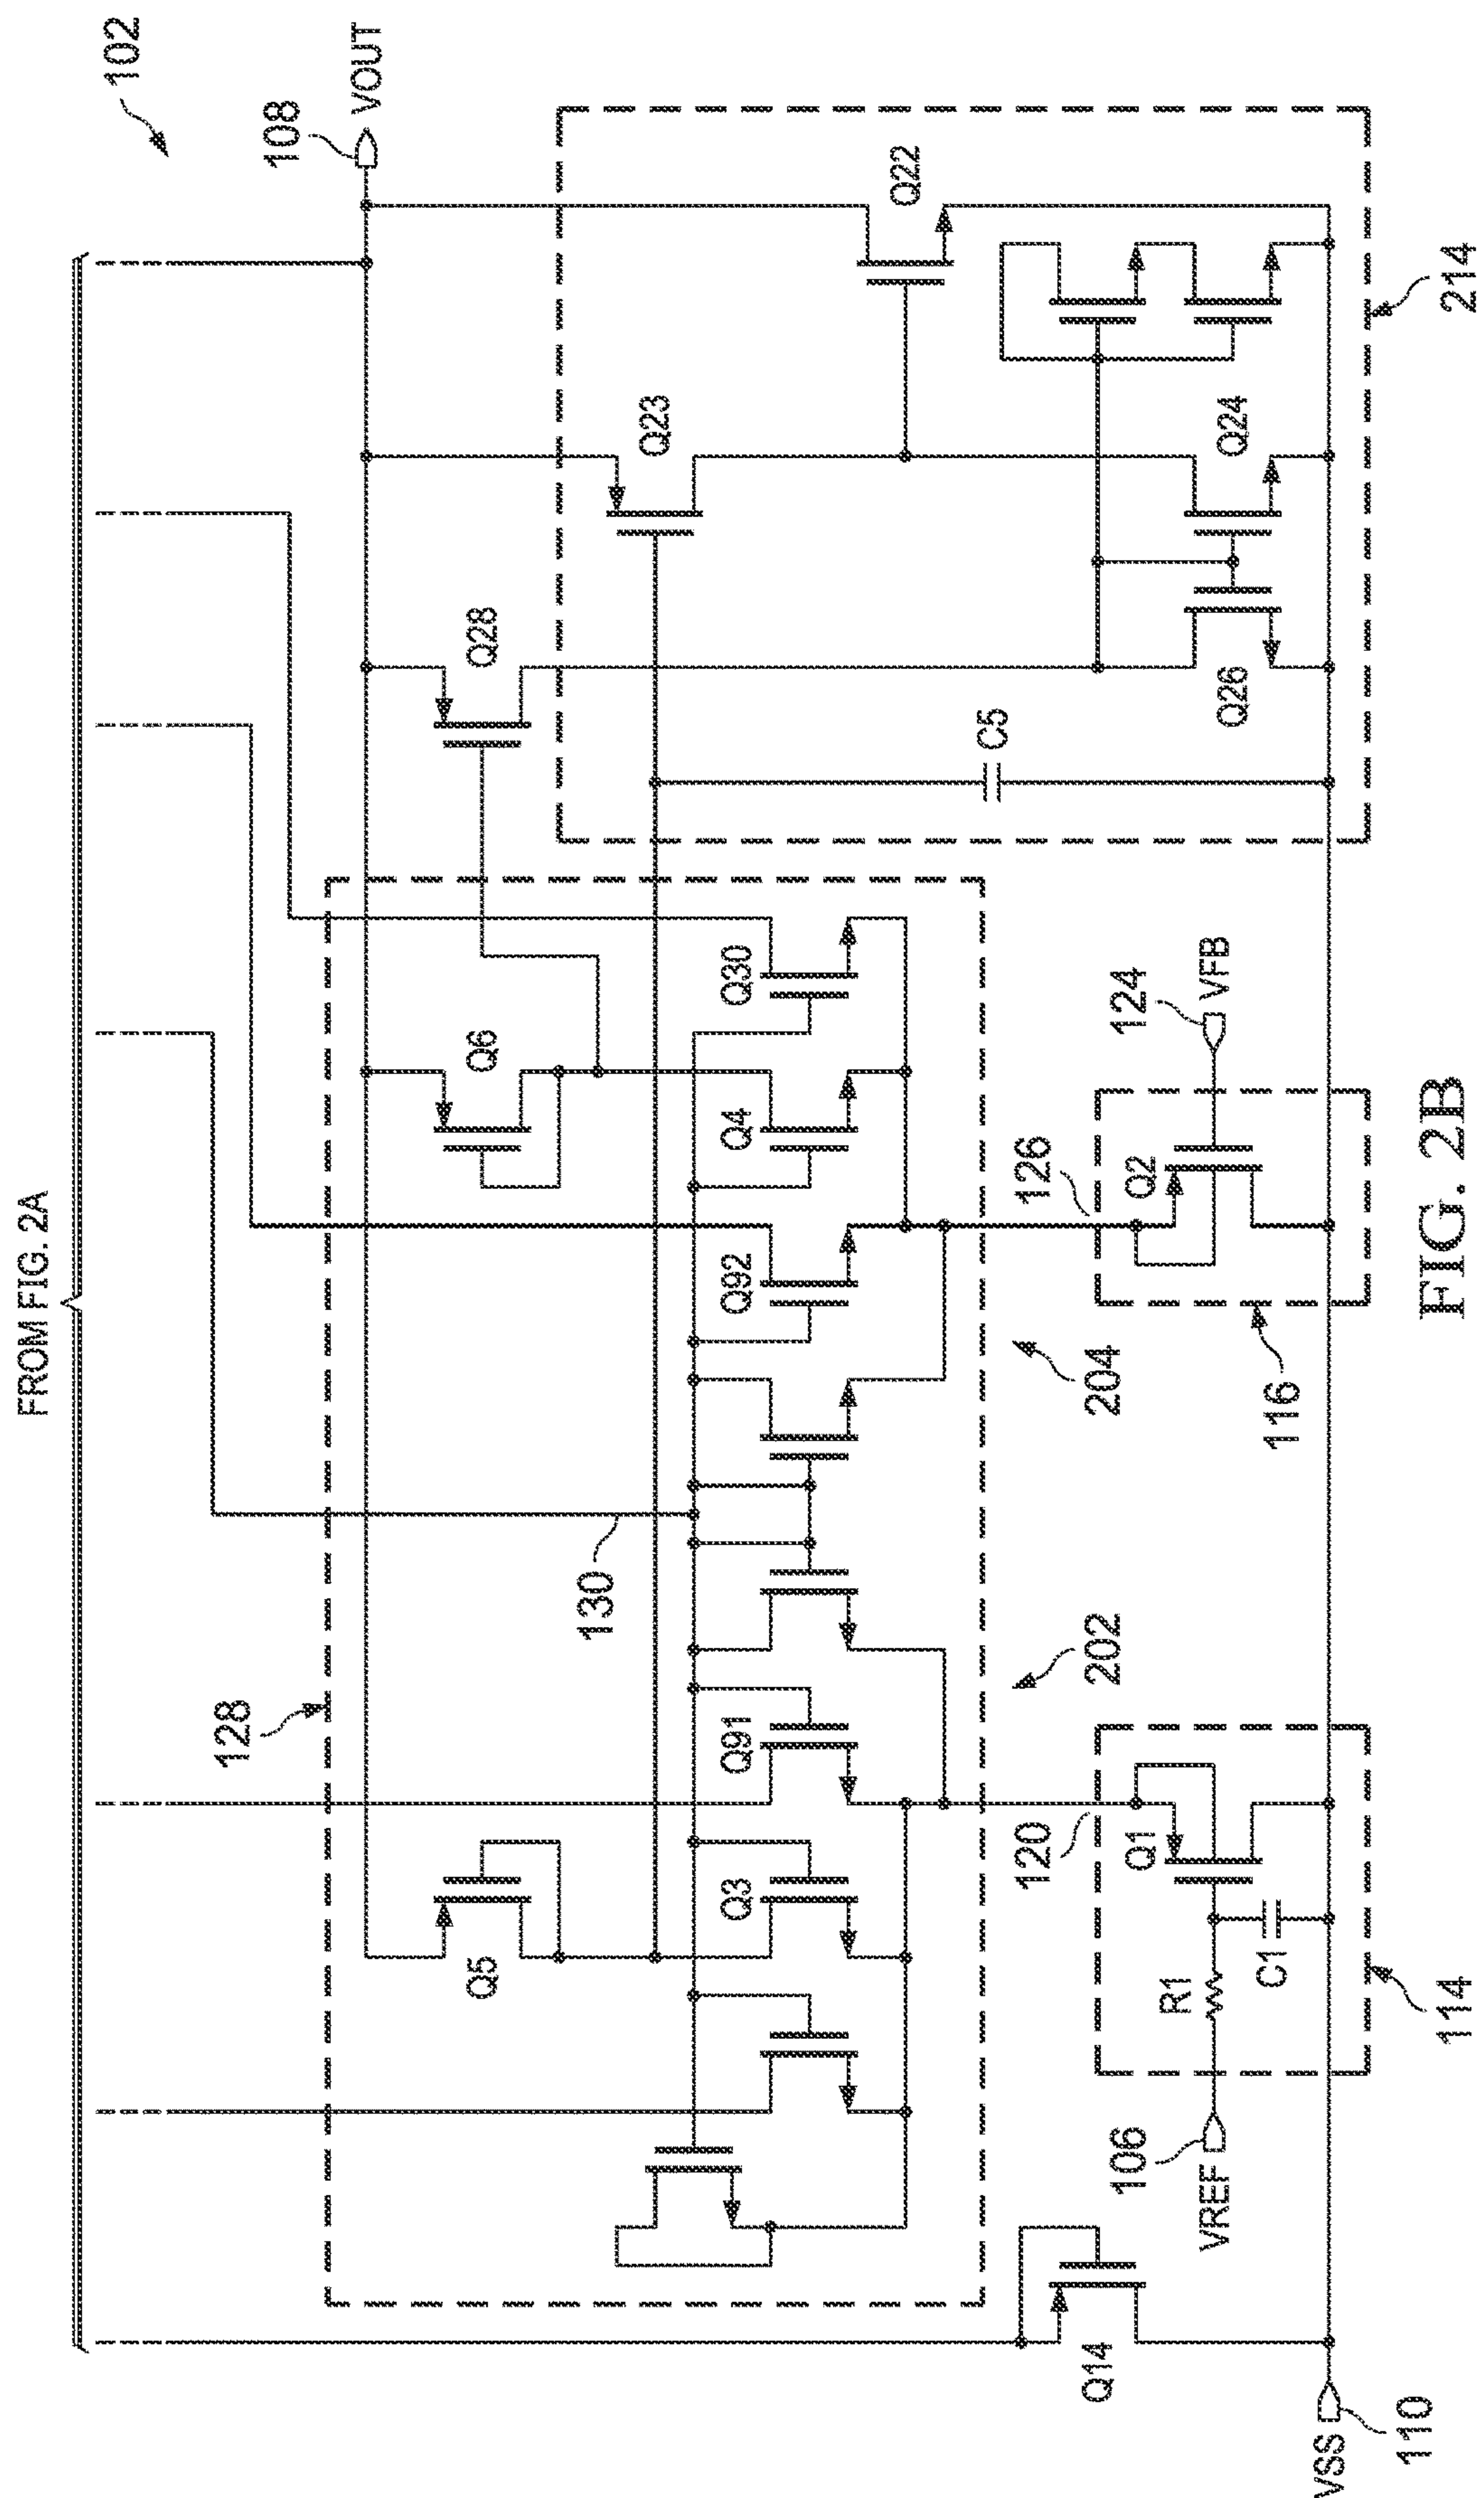 FROM FIG. 2A
102
108
VOUT
Q22
214
Q23
Q24
Q26
Q28
C5
Q30
Q6
Q4
Q92
124
VFB
126
Q2
116
204
130
128
202
Q91
Q3
Q5
120
Q1
R1
C1
114
106
VREF
Q14
VSS
110
FIG. 2B